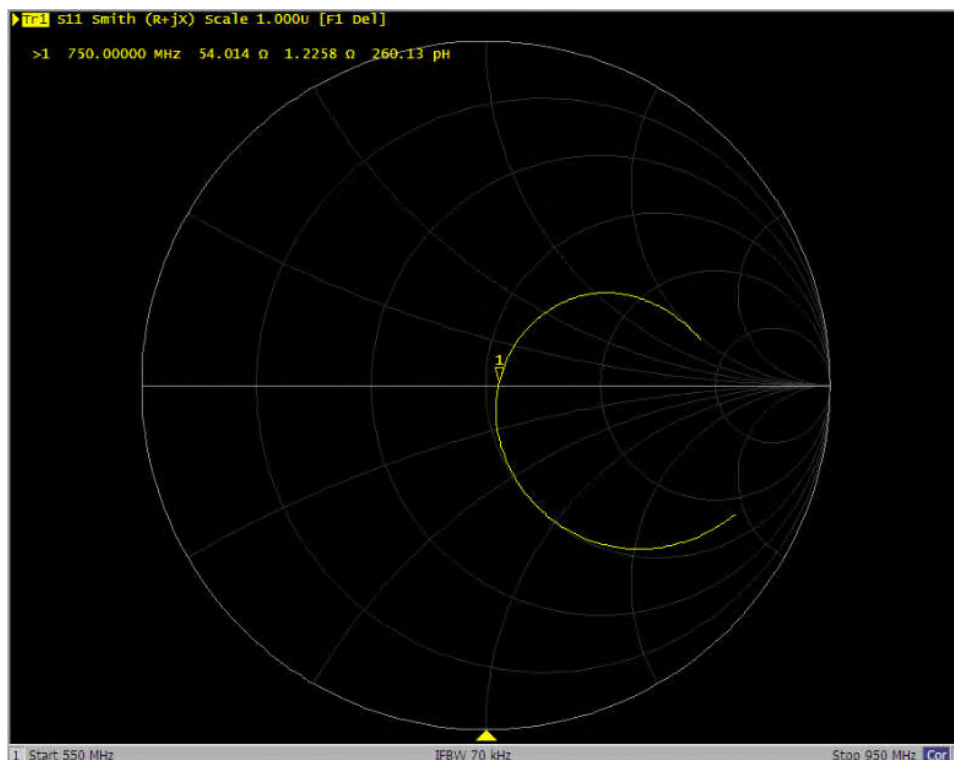 Tr1 S11 Smith (R+jX) Scale 1.000U [F1 Del]
>1 750.00000 MHz 54.014 Ω 1.2258 Ω 260.13 pH
1
1 Start 550 MHz IFBW 70 kHz Stop 950 MHz Cor